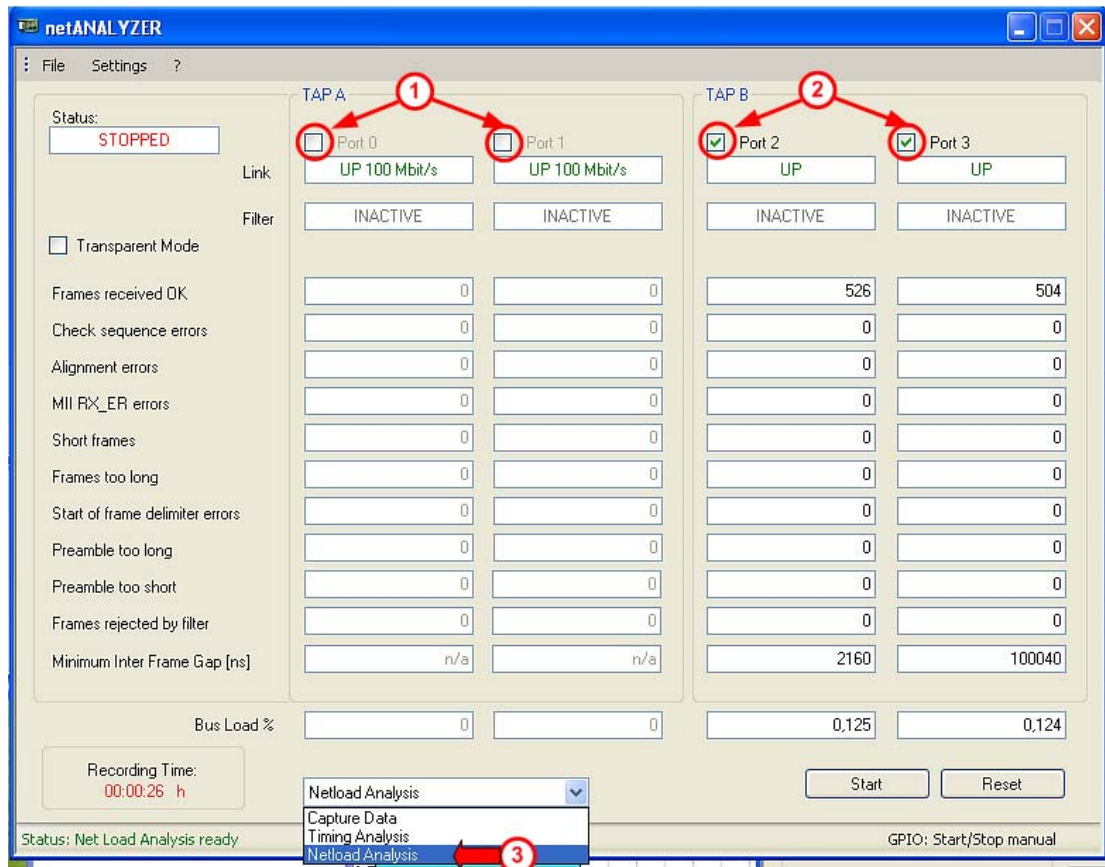 netANALYZER
File Settings ?
TAP A
1
TAP B
2
Status:
STOPPED
Port 0
Port 1
Port 2
Port 3
Link
UP 100 Mbit/s
UP 100 Mbit/s
UP
UP
Filter
INACTIVE
INACTIVE
INACTIVE
INACTIVE
Transparent Mode
Frames received OK 0 0 526 504
Check sequence errors 0 0 0 0
Alignment errors 0 0 0 0
MII RX_ER errors 0 0 0 0
Short frames 0 0 0 0
Frames too long 0 0 0 0
Start of frame delimiter errors 0 0 0 0
Preamble too long 0 0 0 0
Preamble too short 0 0 0 0
Frames rejected by filter 0 0 0 0
Minimum Inter Frame Gap [ns] n/a n/a 2160 100040
Bus Load % 0 0 0,125 0,124
Recording Time:
00:00:26 h
Netload Analysis
Start
Reset
Capture Data
Timing Analysis
Netload Analysis
3
Status: Net Load Analysis ready
GPIO: Start/Stop manual